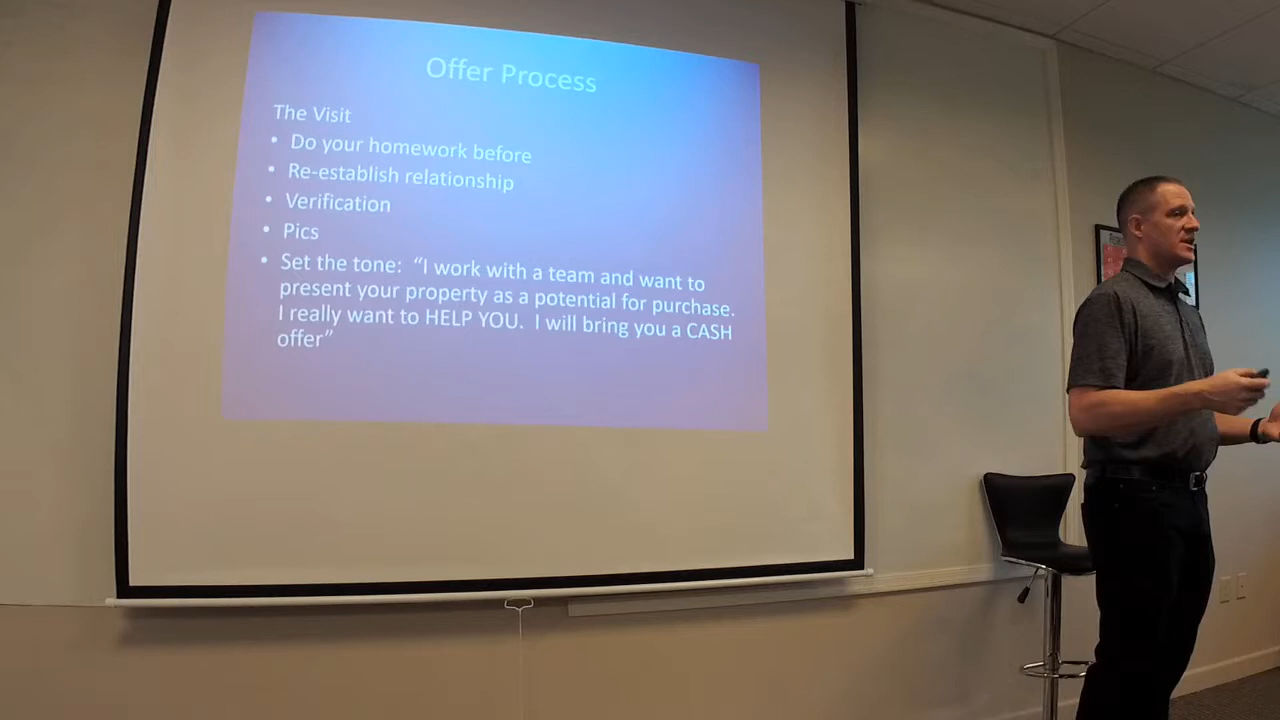 Offer Process
The Visit
• Do your homework before
• Re-establish relationship
• Verification
• Pics
• Set the tone: “I work with a team and want to
present your property as a potential for purchase.
I really want to HELP YOU. I will bring you a CASH
offer”